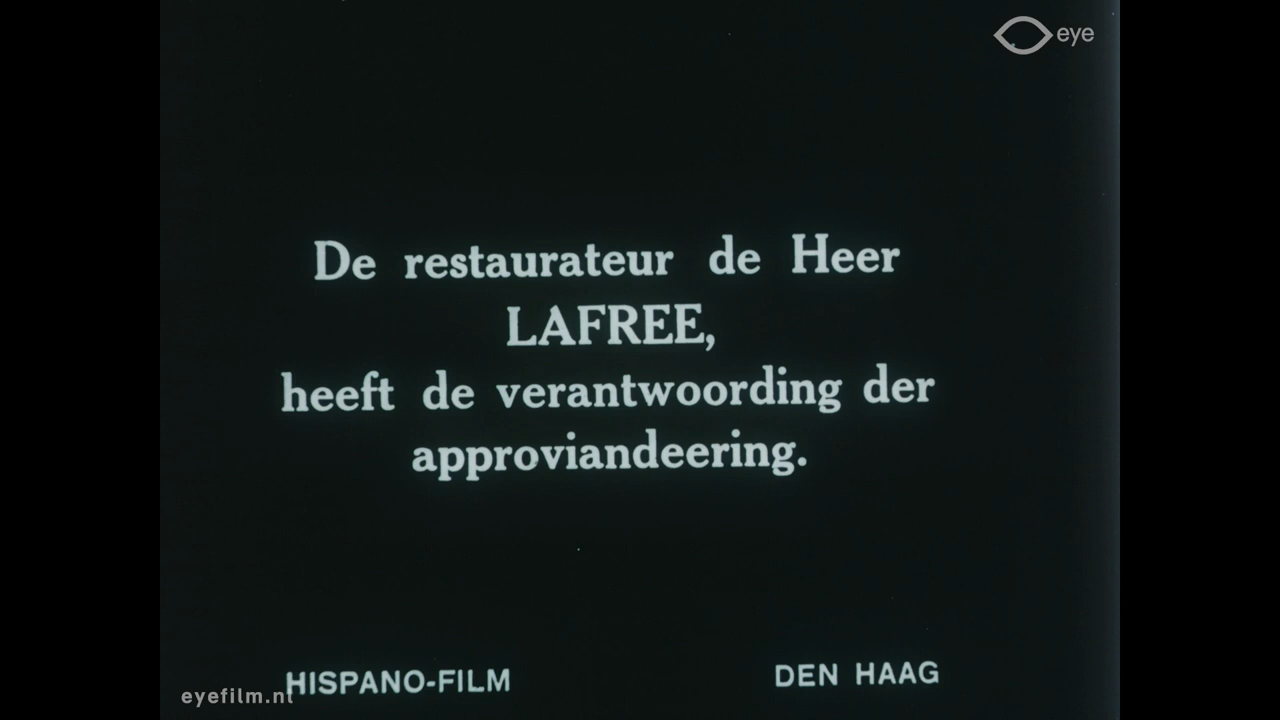 eye
De restaurateur de Heer
LAFREE,
heeft de verantwoording der
approviandeering.
HISPANO-FILM
DEN HAAG
eyefilm.nl